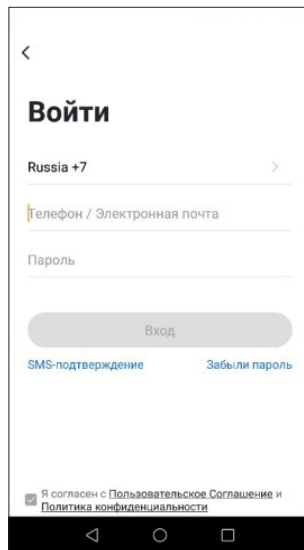 Войти
Russia +7
Телефон / Электронная почта
Пароль
Вход
SMS-подтверждение Забыли пароль
Я согласен с Пользовательское Соглашение и
Политика конфиденциальности